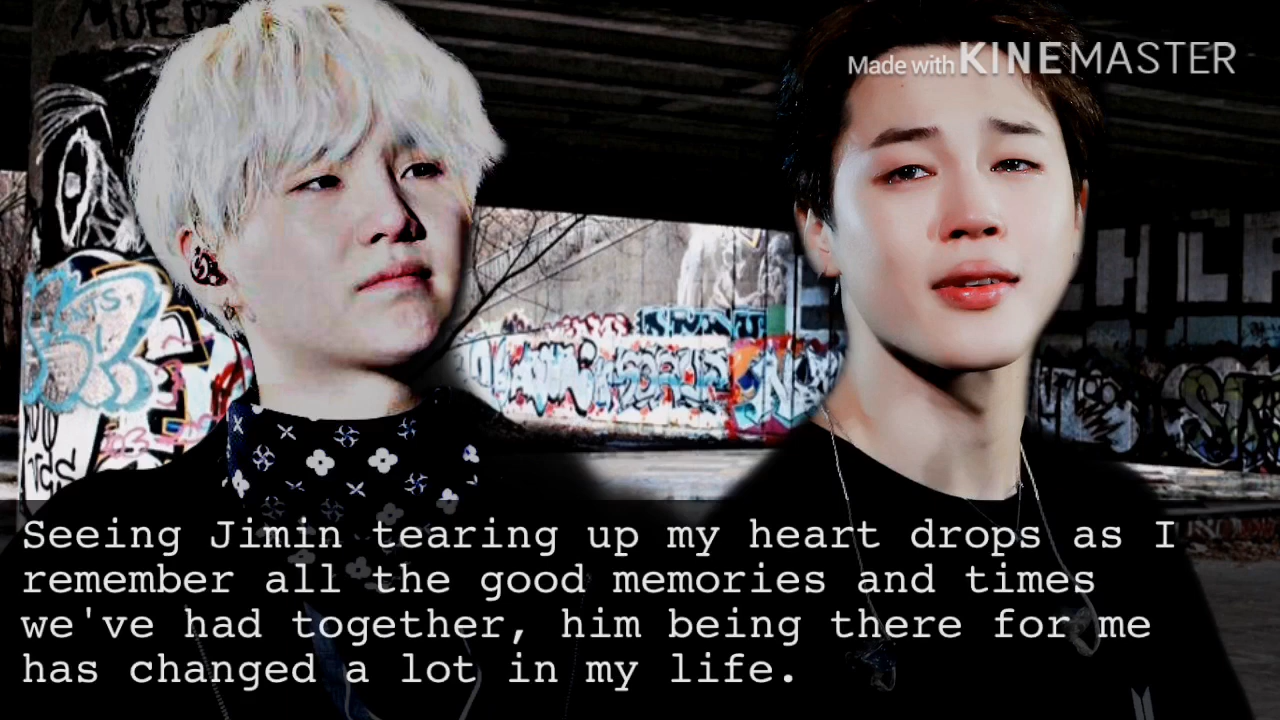 MUERT
Made with KINEMASTER
Seeing Jimin tearing up my heart drops as I
remember all the good memories and times
we've had together, him being there for me
has changed a lot in my life.